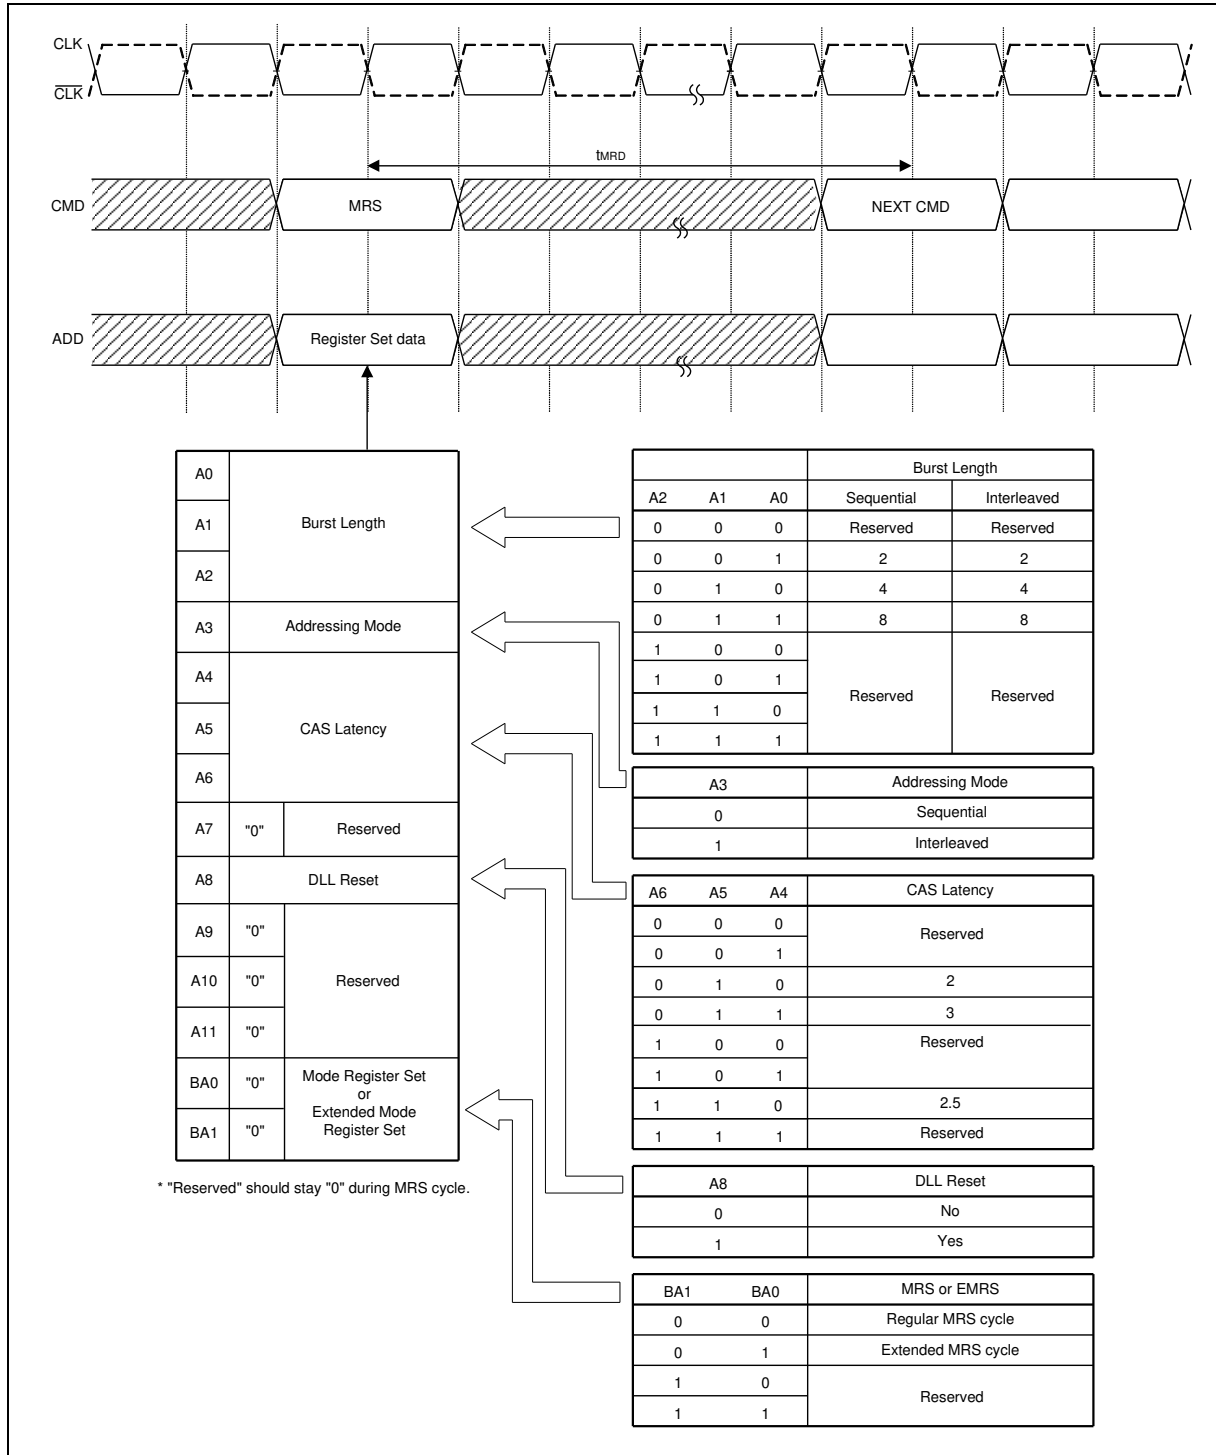 CLK
CLK
tMRD
CMD
MRS
NEXT CMD
ADD
Register Set data
A0
A1
A2
Burst Length
A3
Addressing Mode
A4
A5
A6
CAS Latency
A7 "0" Reserved
A8 DLL Reset
A9 "0"
A10 "0" Reserved
A11 "0"
BA0 "0"
BA1 "0"
Mode Register Set
or
Extended Mode
Register Set
* "Reserved" should stay "0" during MRS cycle.
Burst Length
A2 A1 A0 Sequential Interleaved
0 0 0 Reserved Reserved
0 0 1 2 2
0 1 0 4 4
0 1 1 8 8
1 0 0
1 0 1
Reserved Reserved
1 1 0
1 1 1
A3 Addressing Mode
0 Sequential
1 Interleaved
A6 A5 A4 CAS Latency
0 0 0
Reserved
0 0 1
0 1 0 2
0 1 1 3
1 0 0 Reserved
1 0 1
1 1 0 2.5
1 1 1 Reserved
A8 DLL Reset
0 No
1 Yes
BA1 BA0 MRS or EMRS
0 0 Regular MRS cycle
0 1 Extended MRS cycle
1 0
Reserved
1 1